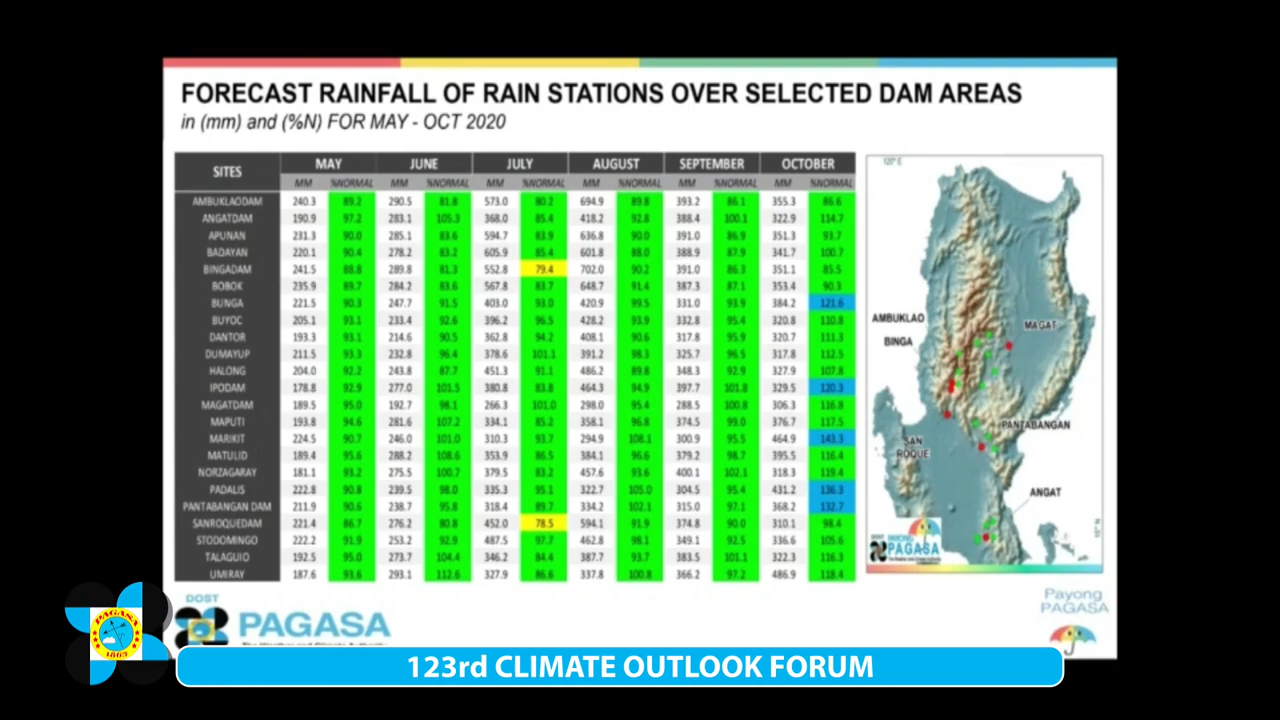 FORECAST RAINFALL OF RAIN STATIONS OVER SELECTED DAM AREAS
in (mm) and (%N) FOR MAY - OCT 2020
SITES MAY JUNE JULY AUGUST SEPTEMBER OCTOBER
MM %NORMAL MM %NORMAL MM %NORMAL MM %NORMAL MM %NORMAL MM %NORMAL
AMBUKLAODAM 240.3 89.2 290.5 81.8 573.0 80.2 694.9 89.8 393.2 86.1 355.3 86.6
ANGATDAM 190.9 97.2 283.1 105.3 368.0 85.4 418.2 92.8 388.4 100.1 322.9 114.7
APUNAN 231.3 90.0 285.1 83.6 594.7 83.9 636.8 90.0 391.0 86.9 351.3 93.7
BADAYAN 220.1 90.4 278.2 83.2 605.9 85.4 601.8 88.0 388.9 87.9 341.7 100.7
BINGADAM 241.5 88.8 289.8 81.3 552.8 79.4 702.0 90.2 391.0 86.3 351.1 85.5
BOBOK 235.9 89.7 284.2 83.6 567.8 83.7 648.7 91.4 387.3 87.1 353.4 90.3
BUNGA 221.5 90.3 247.7 91.5 403.0 93.0 420.9 99.5 331.0 93.9 384.2 121.6
BUYOC 205.1 93.1 233.4 92.6 396.2 96.5 428.2 93.9 332.8 95.4 320.8 110.8
DANTOR 193.3 93.1 214.6 90.5 362.8 94.2 408.1 90.6 317.8 95.9 320.7 111.3
DUMAYUP 211.5 93.3 232.8 96.4 378.6 101.1 391.2 98.3 325.7 96.5 317.8 112.5
HALONG 204.0 92.2 243.8 87.7 451.3 91.1 486.2 89.8 348.3 92.9 327.9 107.8
IPODAM 178.8 92.9 277.0 101.5 380.8 83.8 464.3 94.9 397.7 101.8 329.5 120.3
MAGATDAM 189.5 95.0 192.7 98.1 266.3 101.0 298.0 95.4 288.5 100.8 306.3 116.8
MAPUTI 193.8 94.6 281.6 107.2 334.1 85.2 358.1 96.8 374.5 99.0 376.7 117.5
MARIKIT 224.5 90.7 246.0 101.0 310.3 93.7 294.9 108.1 300.9 95.5 464.9 143.3
MATULID 189.4 95.6 288.2 108.6 353.9 86.5 384.1 96.6 379.2 98.7 395.5 116.4
NORZAGARAY 181.1 93.2 275.5 100.7 379.5 83.2 457.6 93.6 400.1 102.1 318.3 119.4
PADALIS 222.8 90.8 239.5 98.0 335.3 95.1 322.7 105.0 304.5 95.4 431.2 136.3
PANTABANGAN DAM 211.9 90.6 238.7 95.8 318.4 89.7 334.2 102.1 315.0 97.1 368.2 132.7
SANROQUEDAM 221.4 86.7 276.2 80.8 452.0 78.5 594.1 91.9 374.8 90.0 310.1 98.4
STODOMINGO 222.2 91.9 253.2 92.9 487.5 97.7 462.8 98.1 349.1 92.5 336.6 105.6
TALAGUIO 192.5 95.0 273.7 104.4 346.2 84.4 387.7 93.7 383.5 101.1 322.3 116.3
UMIRAY 187.6 93.6 293.1 112.6 327.9 86.6 337.8 100.8 366.2 97.2 486.9 118.4
120° E
AMBUKLAO
MAGAT
BINGA
PANTABANGAN
SAN
ROQUE
ANGAT
DOST
PAGASA
DOST
PAGASA
Payong
PAGASA
PAGASA
1865
123rd CLIMATE OUTLOOK FORUM